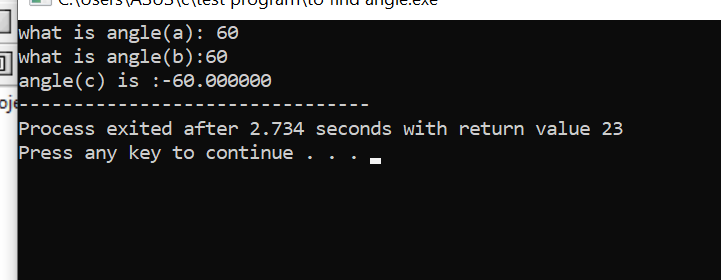 C:\Users\ASUS\c\test program\to find angle.exe
what is angle(a): 60
what is angle(b):60
angle(c) is :-60.000000
oje
--------------------------------
Process exited after 2.734 seconds with return value 23
Press any key to continue . . .